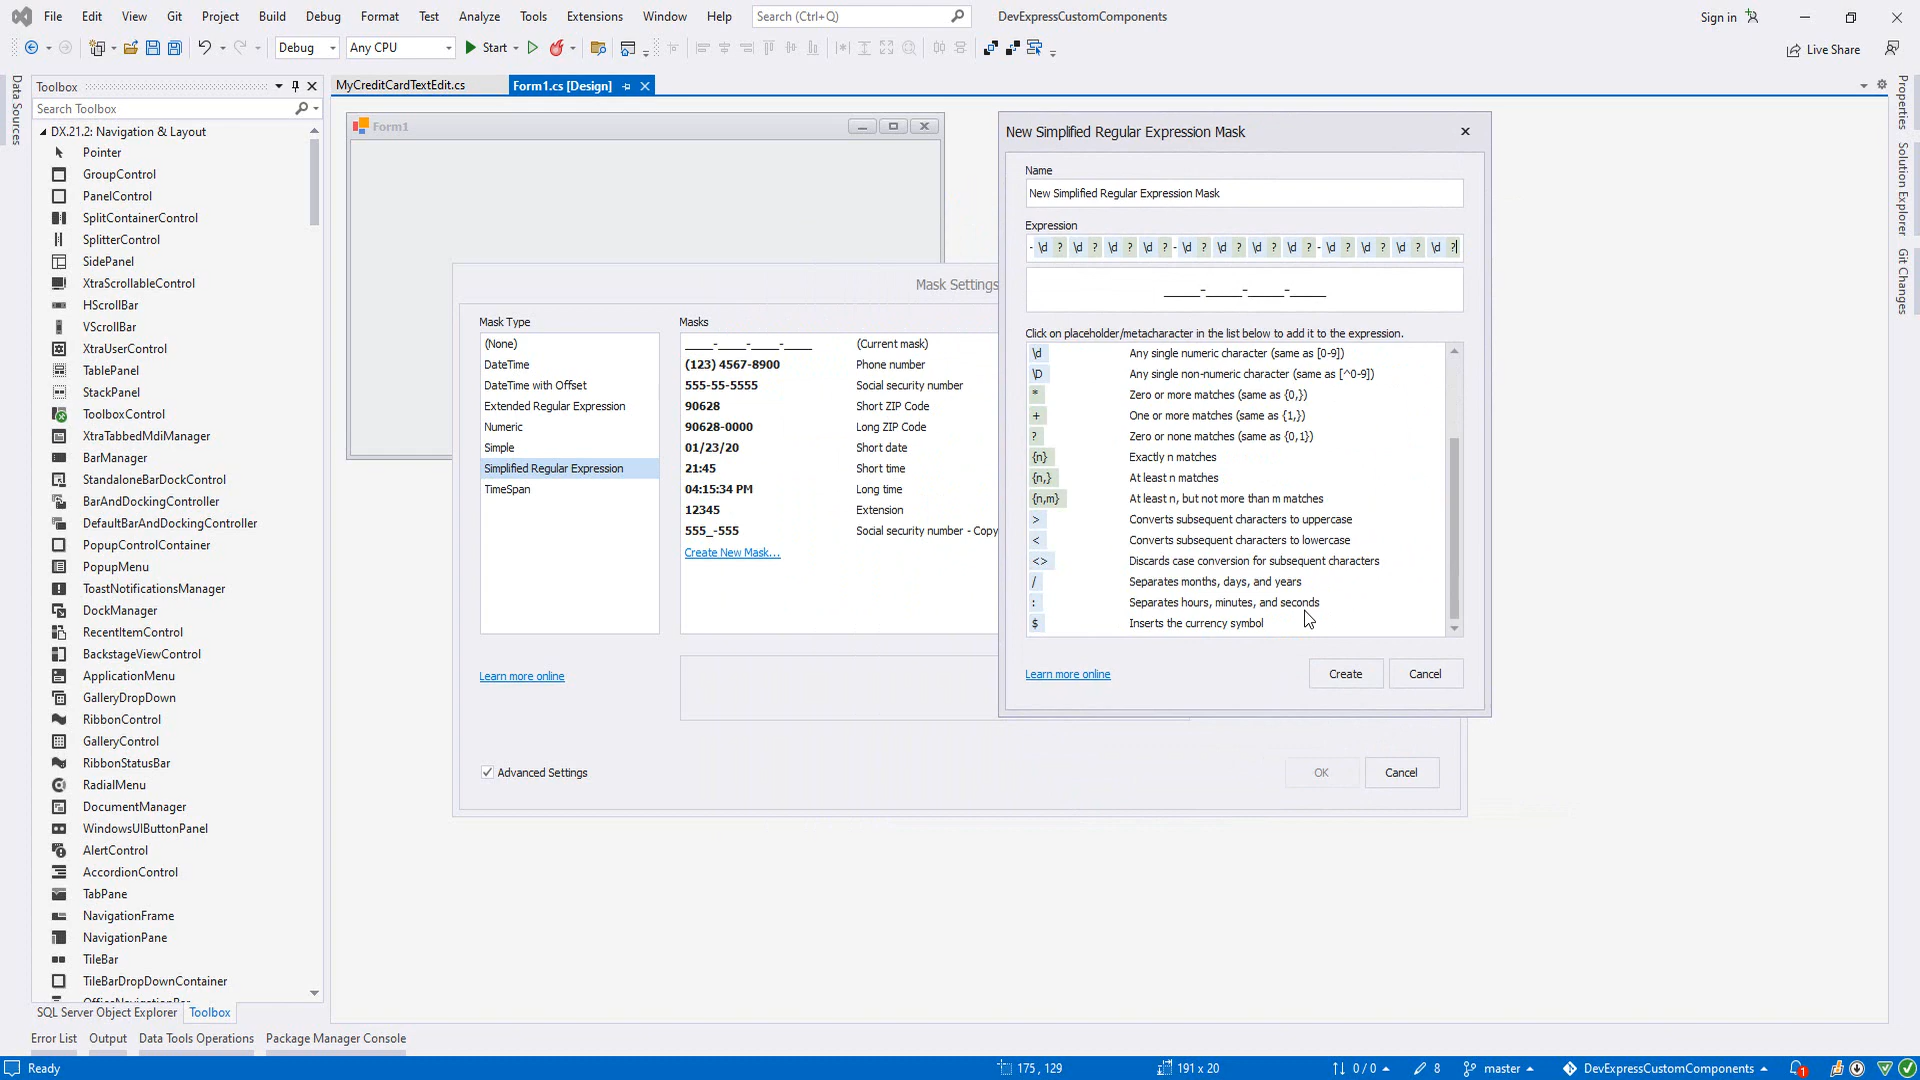 File Edit View Git Project Build Debug Format Test Analyze Tools Extensions Window Help Search (Ctrl+Q) DevExpressCustomComponents Sign in
Debug Any CPU Start Live Share
Data Sources
Toolbox
Search Toolbox
DX.21.2: Navigation & Layout
Pointer
GroupControl
PanelControl
SplitContainerControl
SplitterControl
SidePanel
XtraScrollableControl
HScrollBar
VScrollBar
XtraUserControl
TablePanel
StackPanel
ToolboxControl
XtraTabbedMdiManager
BarManager
StandaloneBarDockControl
BarAndDockingController
DefaultBarAndDockingController
PopupControlContainer
PopupMenu
ToastNotificationsManager
DockManager
RecentItemControl
BackstageViewControl
ApplicationMenu
GalleryDropDown
RibbonControl
GalleryControl
RibbonStatusBar
RadialMenu
DocumentManager
WindowsUIButtonPanel
AlertControl
AccordionControl
TabPane
NavigationFrame
NavigationPane
TileBar
TileBarDropDownContainer
OfficeNavigationBar
SQL Server Object Explorer Toolbox
MyCreditCardTextEdit.cs Form1.cs [Design]
Form1
Mask Settings
Mask Type
(None)
DateTime
DateTime with Offset
Extended Regular Expression
Numeric
Simple
Simplified Regular Expression
TimeSpan
Learn more online
Masks
____-____-____-____ (Current mask)
(123) 4567-8900 Phone number
555-55-5555 Social security number
90628 Short ZIP Code
90628-0000 Long ZIP Code
01/23/20 Short date
21:45 Short time
04:15:34 PM Long time
12345 Extension
555_-555 Social security number - Copy
Create New Mask...
Advanced Settings
OK Cancel
New Simplified Regular Expression Mask
Name
New Simplified Regular Expression Mask
Expression
- \d ? \d ? \d ? \d ? - \d ? \d ? \d ? \d ? - \d ? \d ? \d ? \d ?
____-____-____-____
Click on placeholder/metacharacter in the list below to add it to the expression.
\d Any single numeric character (same as [0-9])
\D Any single non-numeric character (same as [^0-9])
* Zero or more matches (same as {0,})
+ One or more matches (same as {1,})
? Zero or none matches (same as {0,1})
{n} Exactly n matches
{n,} At least n matches
{n,m} At least n, but not more than m matches
> Converts subsequent characters to uppercase
< Converts subsequent characters to lowercase
<> Discards case conversion for subsequent characters
/ Separates months, days, and years
: Separates hours, minutes, and seconds
$ Inserts the currency symbol
Learn more online Create Cancel
Properties
Solution Explorer
Git Changes
Error List Output Data Tools Operations Package Manager Console
Ready 175 , 129 191 x 20 0 / 0 8 master DevExpressCustomComponents 1